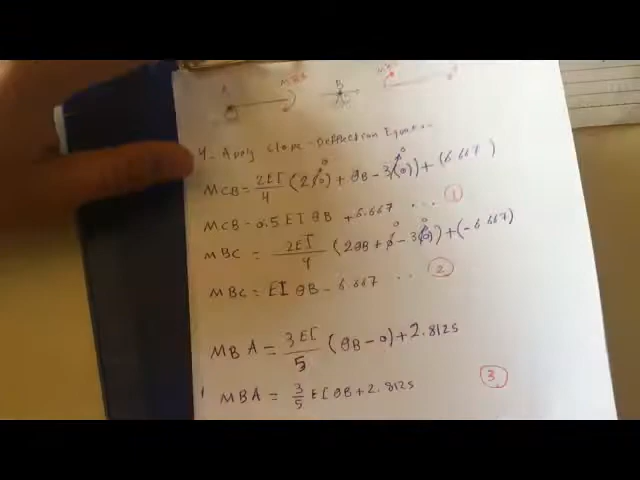 A
B
4- Apply Slope-Deflection Equation
MCB = 2EI/4 (2(0) + θB - 3(0)) + (6.667)
MCB = 0.5 EI θB + 6.667 ... 1
MBC = 2EI/4 (2θB + 0 - 3(0)) + (-6.667)
MBC = EI θB - 6.667 .. 2
MBA = 3EI/5 (θB - 0) + 2.8125
MBA = 3/5 EI θB + 2.8125 3